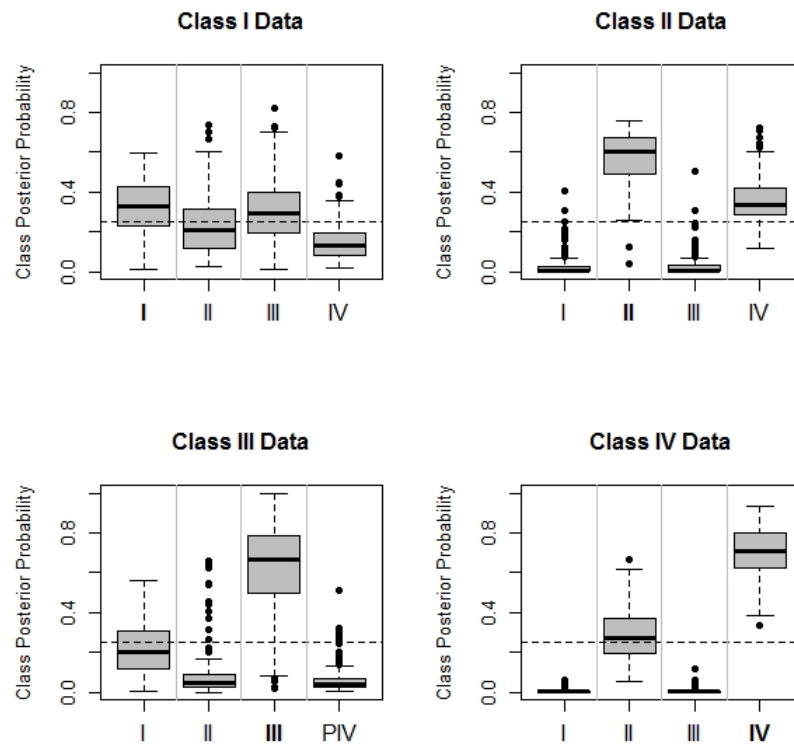 Class I Data
Class Posterior Probability
0.8
0.4
0.0
I II III IV
Class II Data
Class Posterior Probability
0.8
0.4
0.0
I II III IV
Class III Data
Class Posterior Probability
0.8
0.4
0.0
I II III PIV
Class IV Data
Class Posterior Probability
0.8
0.4
0.0
I II III IV